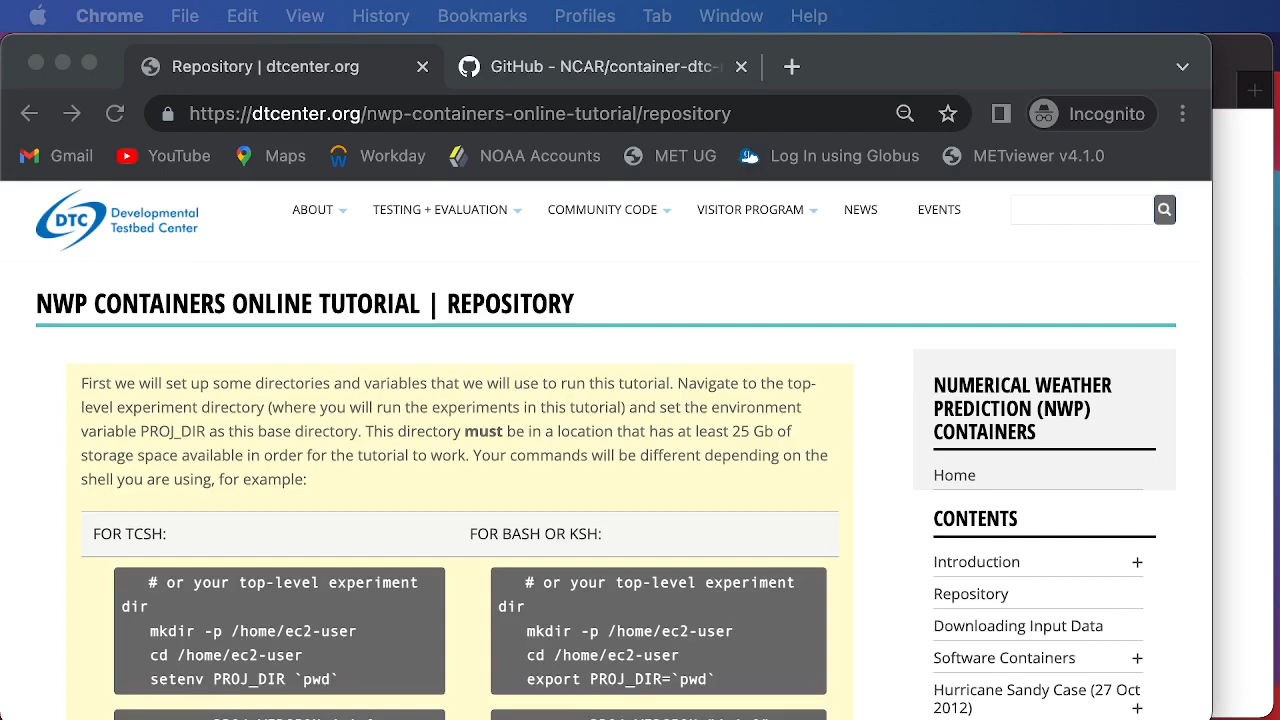 Chrome File Edit View History Bookmarks Profiles Tab Window Help
Repository | dtcenter.org
GitHub - NCAR/container-dtc-
https://dtcenter.org/nwp-containers-online-tutorial/repository
Incognito
Gmail YouTube Maps Workday NOAA Accounts MET UG Log In using Globus METviewer v4.1.0
DTC Developmental
Testbed Center
ABOUT TESTING + EVALUATION COMMUNITY CODE VISITOR PROGRAM NEWS EVENTS
NWP CONTAINERS ONLINE TUTORIAL | REPOSITORY
First we will set up some directories and variables that we will use to run this tutorial. Navigate to the top-
level experiment directory (where you will run the experiments in this tutorial) and set the environment
variable PROJ_DIR as this base directory. This directory must be in a location that has at least 25 Gb of
storage space available in order for the tutorial to work. Your commands will be different depending on the
shell you are using, for example:
FOR TCSH:
# or your top-level experiment
dir
mkdir -p /home/ec2-user
cd /home/ec2-user
setenv PROJ_DIR `pwd`
FOR BASH OR KSH:
# or your top-level experiment
dir
mkdir -p /home/ec2-user
cd /home/ec2-user
export PROJ_DIR=`pwd`
NUMERICAL WEATHER
PREDICTION (NWP)
CONTAINERS
Home
CONTENTS
Introduction +
Repository
Downloading Input Data
Software Containers +
Hurricane Sandy Case (27 Oct
2012) +